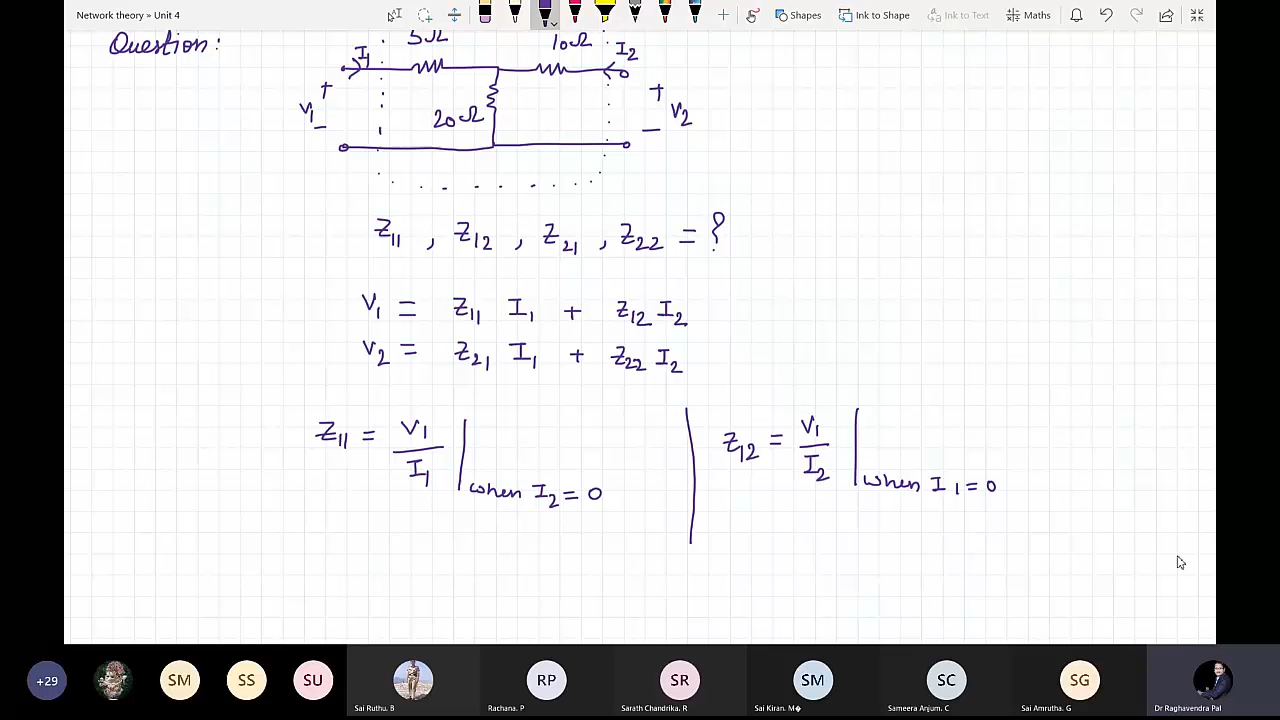 Network theory » Unit 4
Shapes
Ink to Shape
Ink to Text
Maths
Question:
I1 5Ω 10Ω I2
+ +
V1 20Ω V2
− −
Z11 , Z12 , Z21 , Z22 = ?
V1 = Z11 I1 + Z12 I2
V2 = Z21 I1 + Z22 I2
Z11 = V1 / I1 | when I2 = 0
Z12 = V1 / I2 | when I1 = 0
+29
SM
SS
SU
Sai Ruthu. B
RP
Rachana. P
SR
Sarath Chandrika. R
SM
Sai Kiran. M�
SC
Sameera Anjum. C
SG
Sai Amrutha. G
Dr Raghavendra Pal